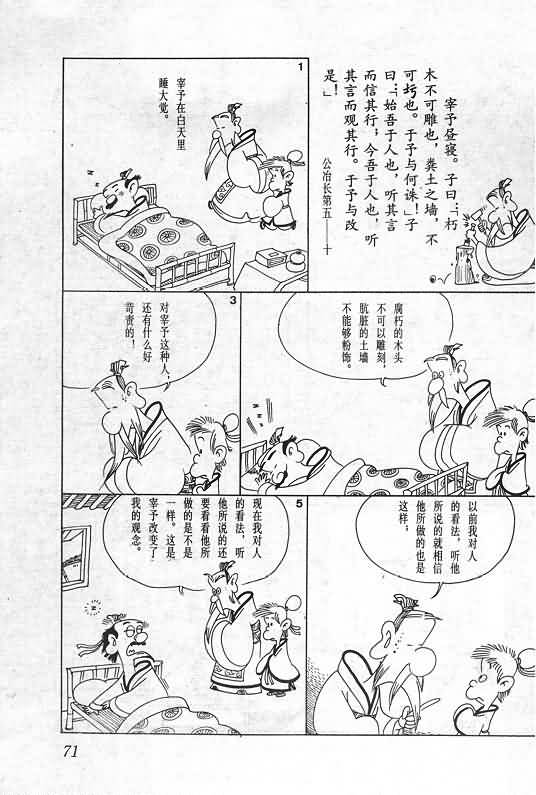 宰予昼寝。子曰:「朽
木不可雕也,粪土之墙,不
可圬也。于予与何诛!」子
曰:「始吾于人也,听其言
而信其行;今吾于人也,听
其言而观其行。于予与改
是!」
公冶长第五——十
1
宰予在白天里
睡大觉。
腐朽的木头
不可以雕刻,
肮脏的土墙
不能够粉饰。
3
对宰予这种人,
还有什么好
苛责的!
以前我对人
的看法,听他
所说的就相信
他所做的也是
这样;
5
现在我对人
的看法,听
他所说的还
要看看他所
做的是不是
一样。这是
宰予改变了
我的观念。
71